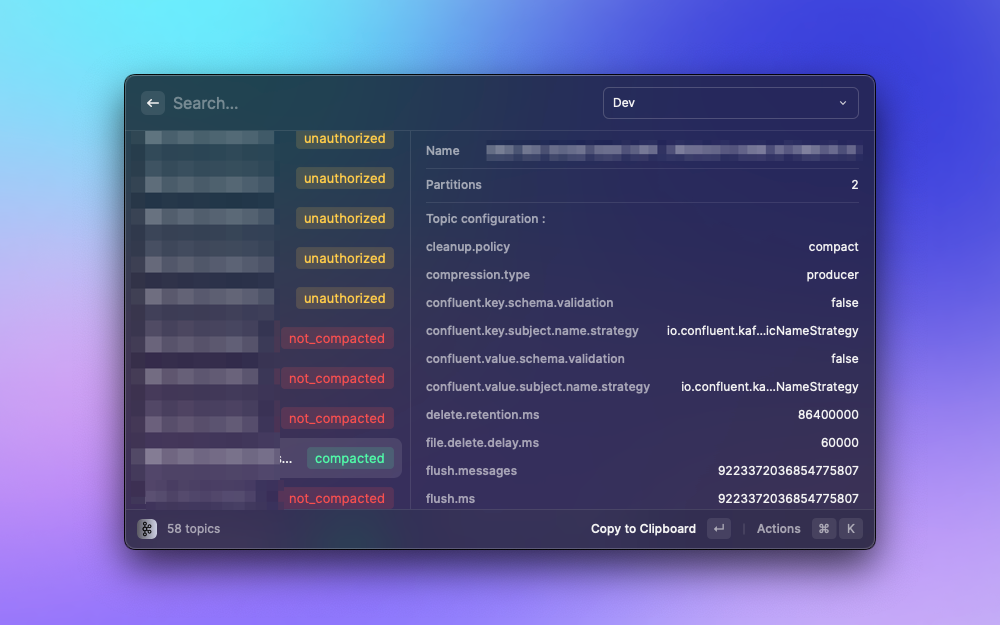 Search...
Dev
unauthorized
unauthorized
unauthorized
unauthorized
unauthorized
not_compacted
not_compacted
not_compacted
compacted
not_compacted
Name
Partitions 2
Topic configuration :
cleanup.policy compact
compression.type producer
confluent.key.schema.validation false
confluent.key.subject.name.strategy io.confluent.kaf...icNameStrategy
confluent.value.schema.validation false
confluent.value.subject.name.strategy io.confluent.ka...NameStrategy
delete.retention.ms 86400000
file.delete.delay.ms 60000
flush.messages 9223372036854775807
flush.ms 9223372036854775807
58 topics
Copy to Clipboard ↵ Actions ⌘ K